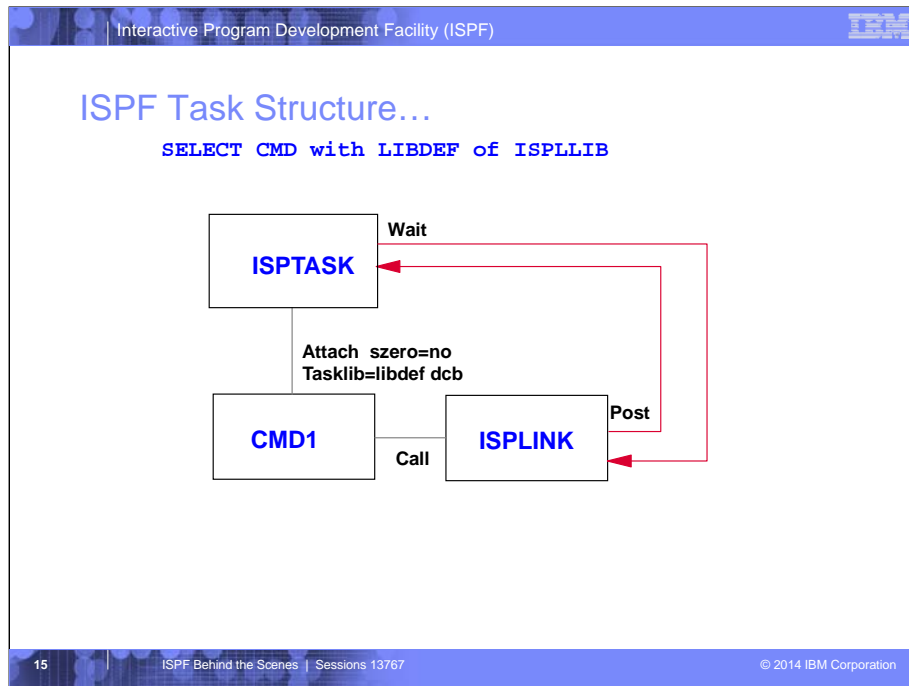 Interactive Program Development Facility (ISPF)
IBM
ISPF Task Structure…
SELECT CMD with LIBDEF of ISPLLIB
Wait
ISPTASK
Attach szero=no
Tasklib=libdef dcb
CMD1
Call
ISPLINK
Post
15
ISPF Behind the Scenes | Sessions 13767
© 2014 IBM Corporation